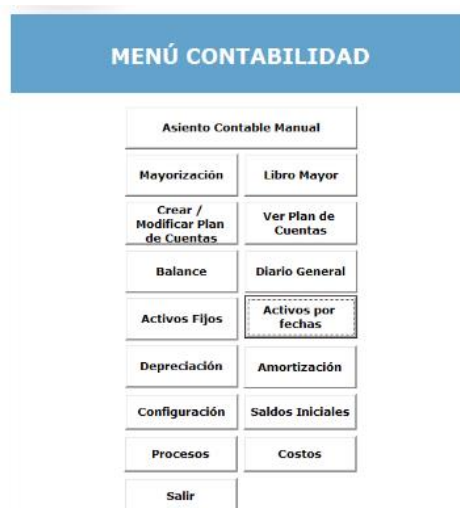 MENÚ CONTABILIDAD
Asiento Contable Manual
Mayorización
Libro Mayor
Crear /
Modificar Plan
de Cuentas
Ver Plan de
Cuentas
Balance
Diario General
Activos Fijos
Activos por
fechas
Depreciación
Amortización
Configuración
Saldos Iniciales
Procesos
Costos
Salir